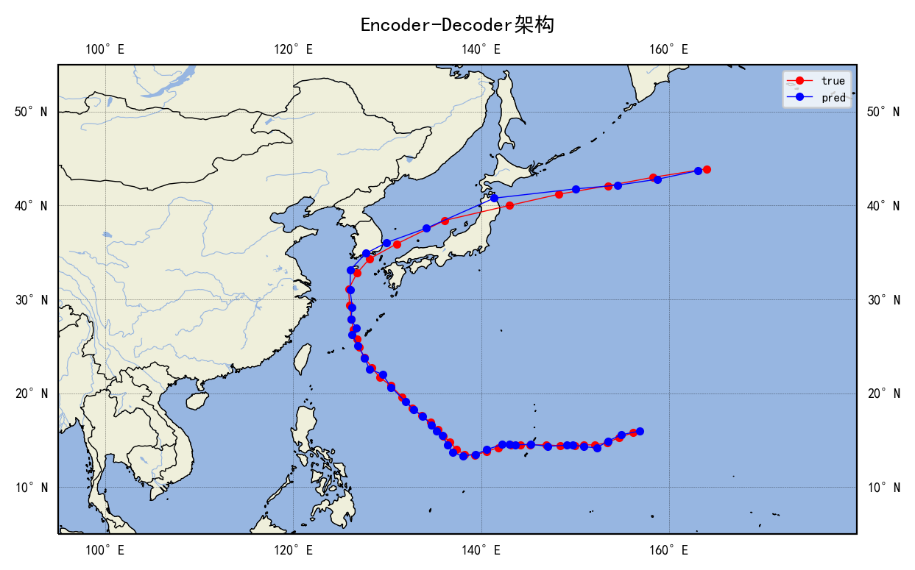 Encoder-Decoder架构
100° E 120° E 140° E 160° E
true
pred
50° N 50° N
40° N 40° N
30° N 30° N
20° N 20° N
10° N 10° N
100° E 120° E 140° E 160° E